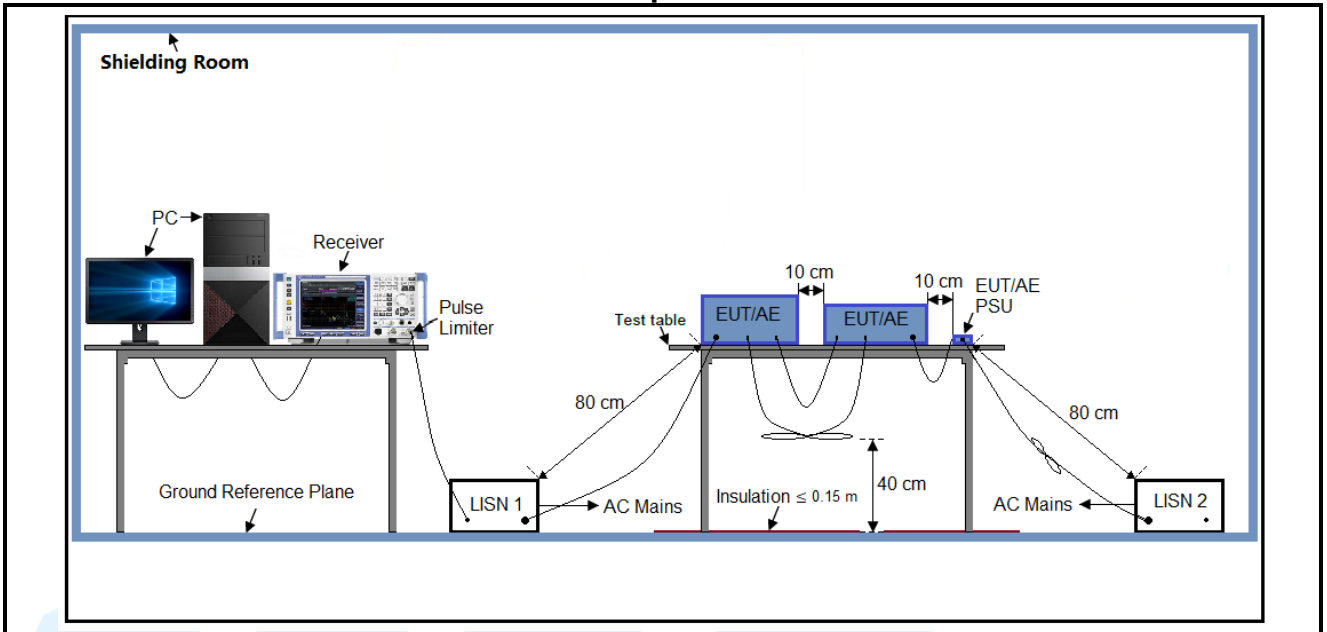 Shielding Room
PC
Receiver
Pulse
Limiter
10 cm
10 cm
EUT/AE
PSU
Test table
EUT/AE
EUT/AE
80 cm
80 cm
Ground Reference Plane
LISN 1
AC Mains
Insulation ≤ 0.15 m
40 cm
AC Mains
LISN 2